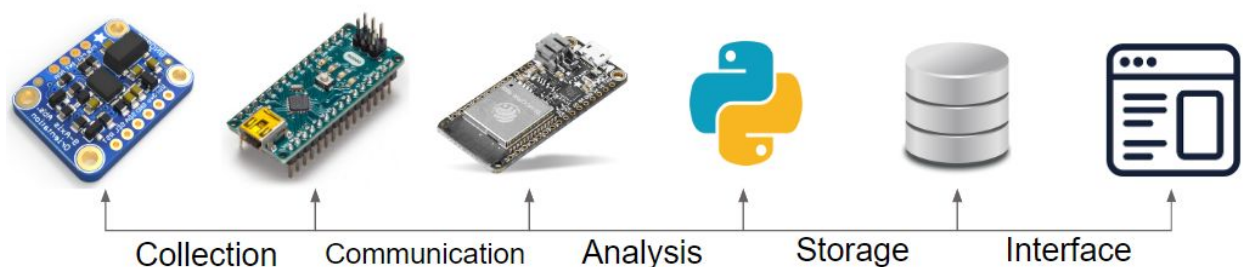 Collection
Communication
Analysis
Storage
Interface